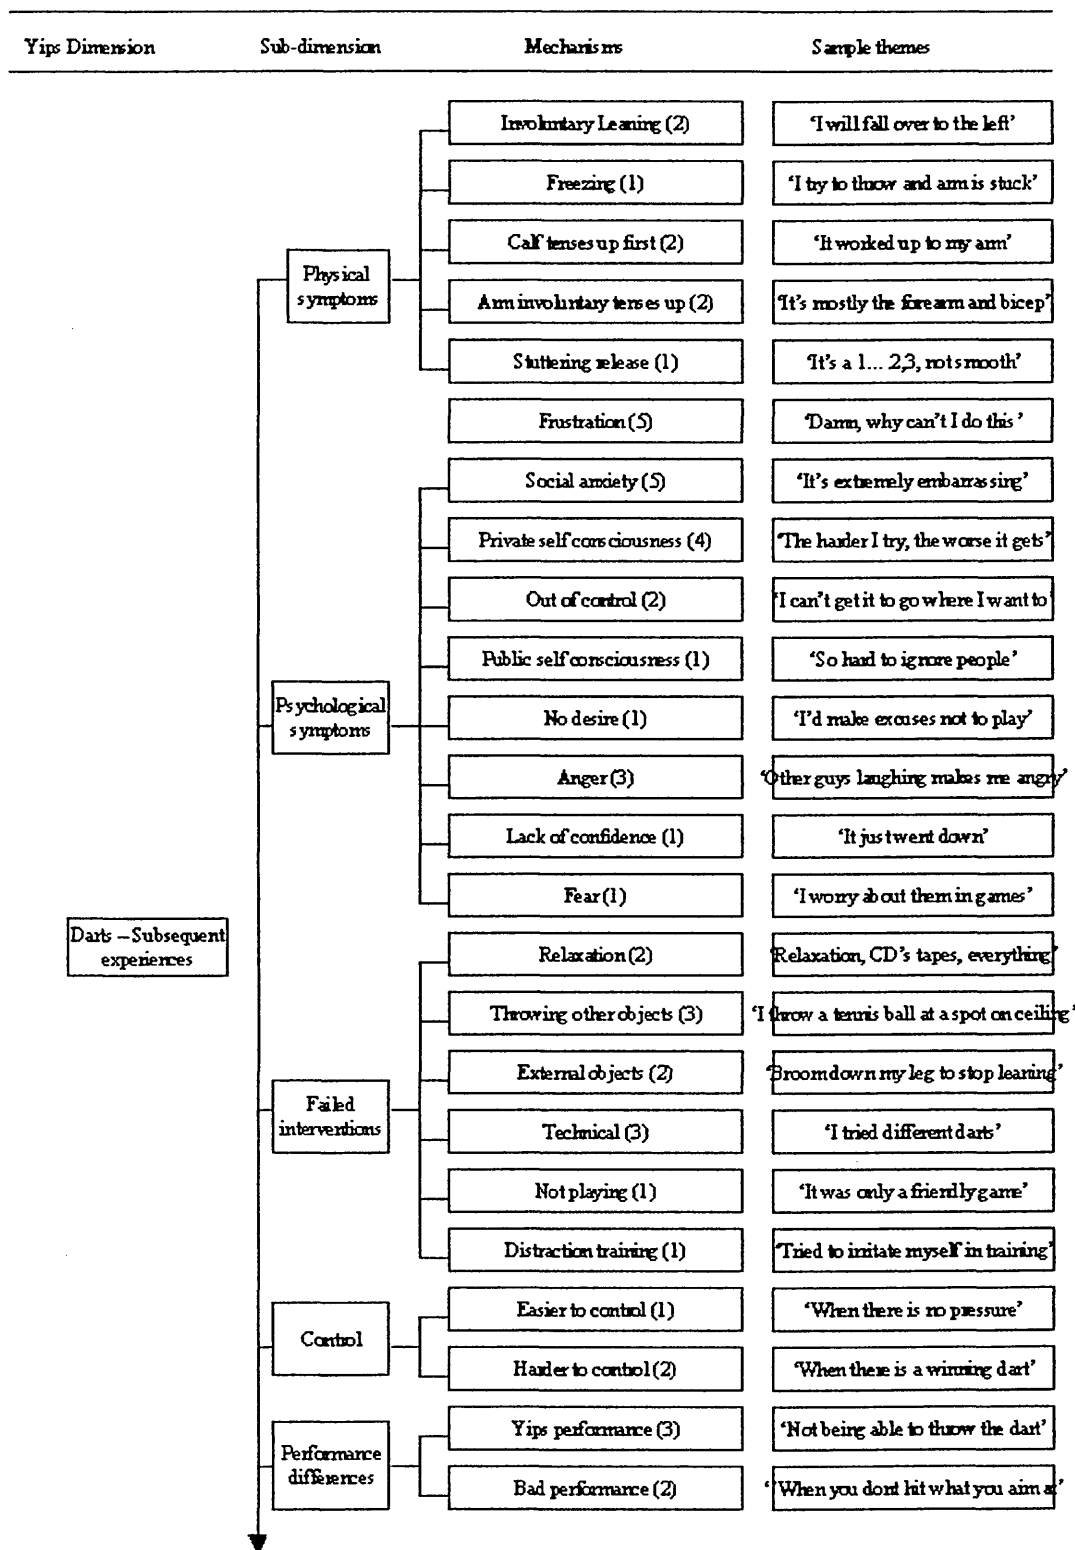 Yips Dimension Sub-dimension Mechanisms Sample themes
Involuntary Leaning (2) ‘I will fall over to the left’
Freezing (1) ‘I try to throw and arm is stuck’
Calf tenses up first (2) ‘It worked up to my arm’
Physical
symptoms
Arm involuntary tenses up (2) ‘It’s mostly the forearm and bicep’
Stuttering release (1) ‘It’s a 1... 2,3, not smooth’
Frustration (5) ‘Damn, why can’t I do this ’
Social anxiety (5) ‘It’s extremely embarrassing’
Private self consciousness (4) ‘The harder I try, the worse it gets’
Out of control (2) ‘I can’t get it to go where I want to’
Public self consciousness (1) ‘So hard to ignore people’
Psychological
symptoms
No desire (1) ‘I’d make excuses not to play’
Anger (3) ‘Other guys laughing makes me angry’
Lack of confidence (1) ‘It just went down’
Fear (1) ‘I worry about them in games’
Darts – Subsequent
experiences
Relaxation (2) ‘Relaxation, CD’s tapes, everything’
Throwing other objects (3) ‘I throw a tennis ball at a spot on ceiling’
External objects (2) ‘Broom down my leg to stop leaning’
Failed
interventions
Technical (3) ‘I tried different darts’
Not playing (1) ‘It was only a friendly game’
Distraction training (1) ‘Tried to irritate myself in training’
Easier to control (1) ‘When there is no pressure’
Control
Harder to control (2) ‘When there is a winning dart’
Yips performance (3) ‘Not being able to throw the dart’
Performance
differences
Bad performance (2) ‘When you dont hit what you aim at’